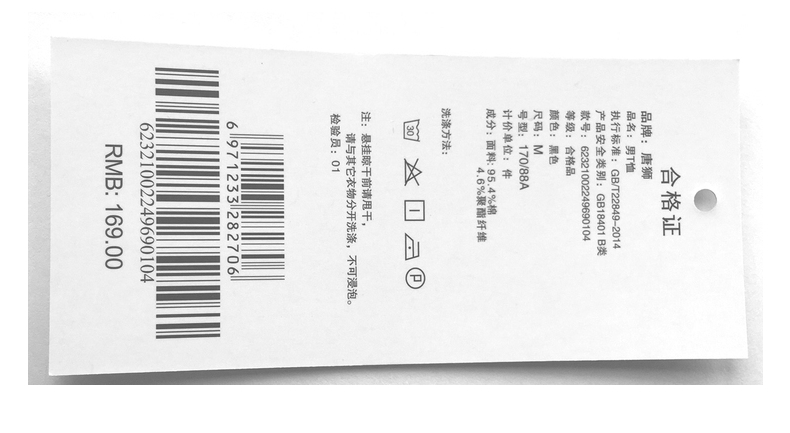 合格证
品牌：唐狮
品名：男T恤
执行标准：GB/T22849-2014
产品安全类别：GB18401 B类
款号：62321002249690104
等级：合格品
颜色：黑色
尺码：M
号型：170/88A
计价单位：件
成分：面料：95.4%棉
4.6%聚酯纤维
洗涤方法：
30
P
注：悬挂晾干前请甩干，
请与其它衣物分开洗涤，不可浸泡。
检验员：01
6 971233 282706
62321002249690104
RMB: 169.00